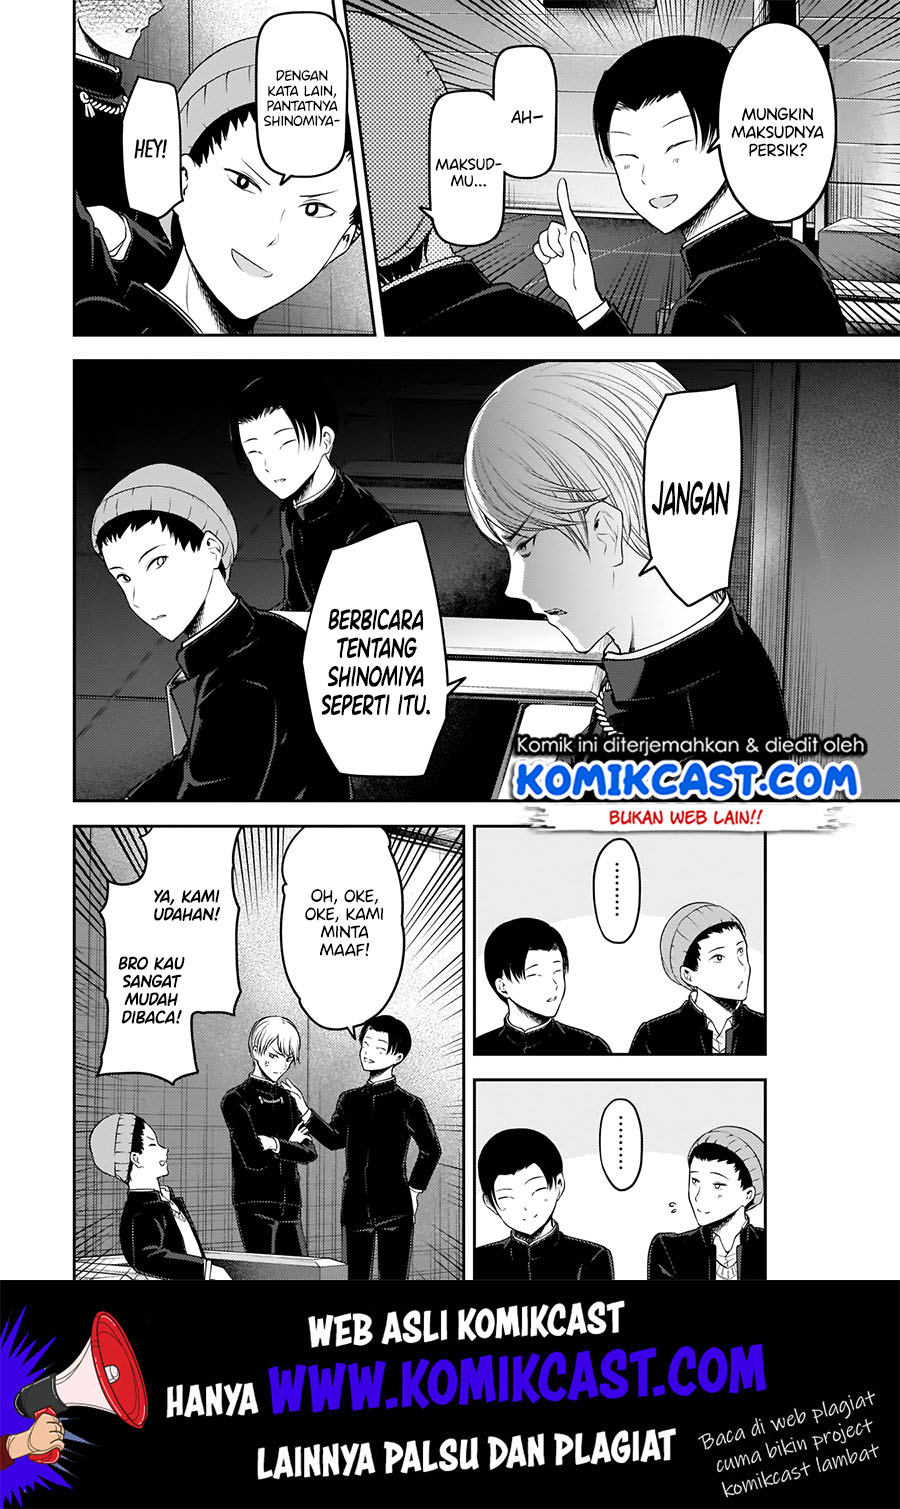 MUNGKIN
MAKSUDNYA
PERSIK?
AH-
MAKSUD-
MU...
DENGAN
KATA LAIN,
PANTATNYA
SHINOMIYA-
HEY!
JANGAN
BERBICARA
TENTANG
SHINOMIYA
SEPERTI ITU.
Komik ini diterjemahkan & diedit oleh
KOMIKCAST.COM
BUKAN WEB LAIN!!
.........
.........
OH, OKE,
OKE, KAMI
MINTA
MAAF!
YA, KAMI
UDAHAN!
BRO KAU
SANGAT
MUDAH
DIBACA!
WEB ASLI KOMIKCAST
HANYA WWW.KOMIKCAST.COM
LAINNYA PALSU DAN PLAGIAT
Baca di web plagiat
cuma bikin project
komikcast lambat